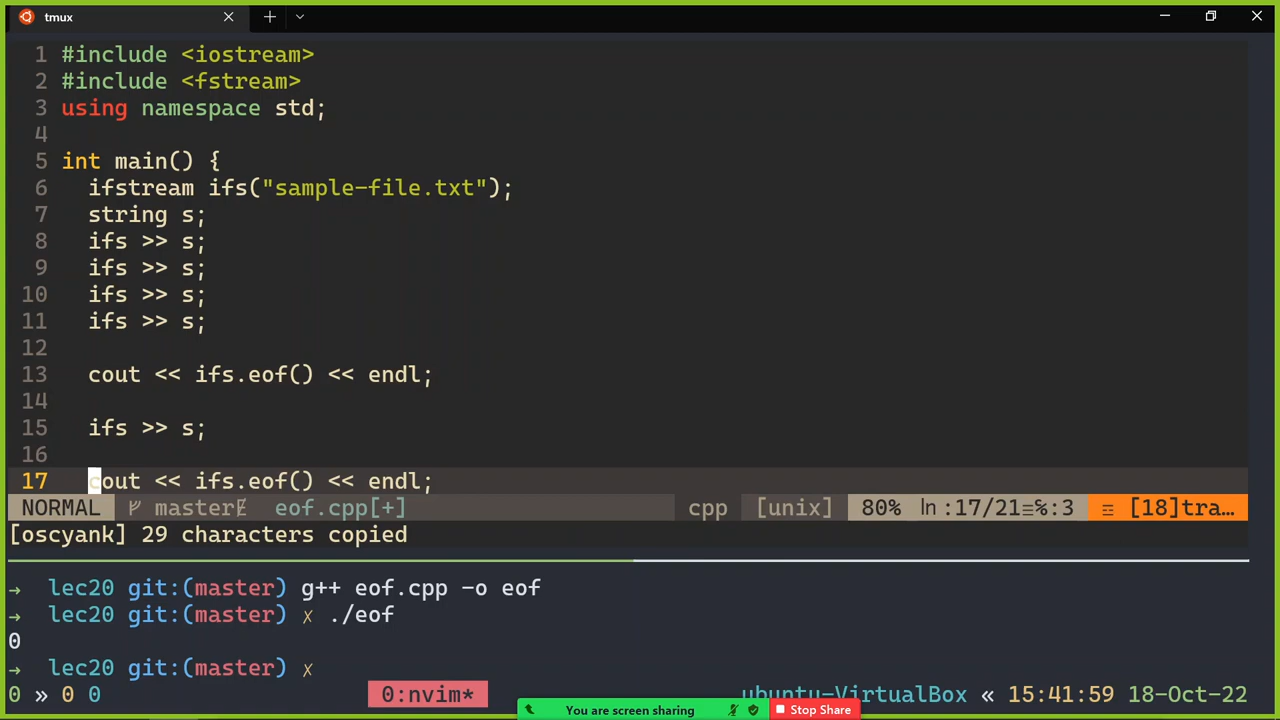 tmux
1 #include <iostream>
2 #include <fstream>
3 using namespace std;
4
5 int main() {
6 ifstream ifs("sample-file.txt");
7 string s;
8 ifs >> s;
9 ifs >> s;
10 ifs >> s;
11 ifs >> s;
12
13 cout << ifs.eof() << endl;
14
15 ifs >> s;
16
17 cout << ifs.eof() << endl;
NORMAL master eof.cpp[+] cpp [unix] 80% ln :17/21≡%:3 ☴ [18]tra…
[oscyank] 29 characters copied
→ lec20 git:(master) g++ eof.cpp -o eof
→ lec20 git:(master) ✗ ./eof
0
→ lec20 git:(master) ✗
0 » 0 0 0:nvim* ubuntu-VirtualBox « 15:41:59 18-Oct-22
You are screen sharing Stop Share